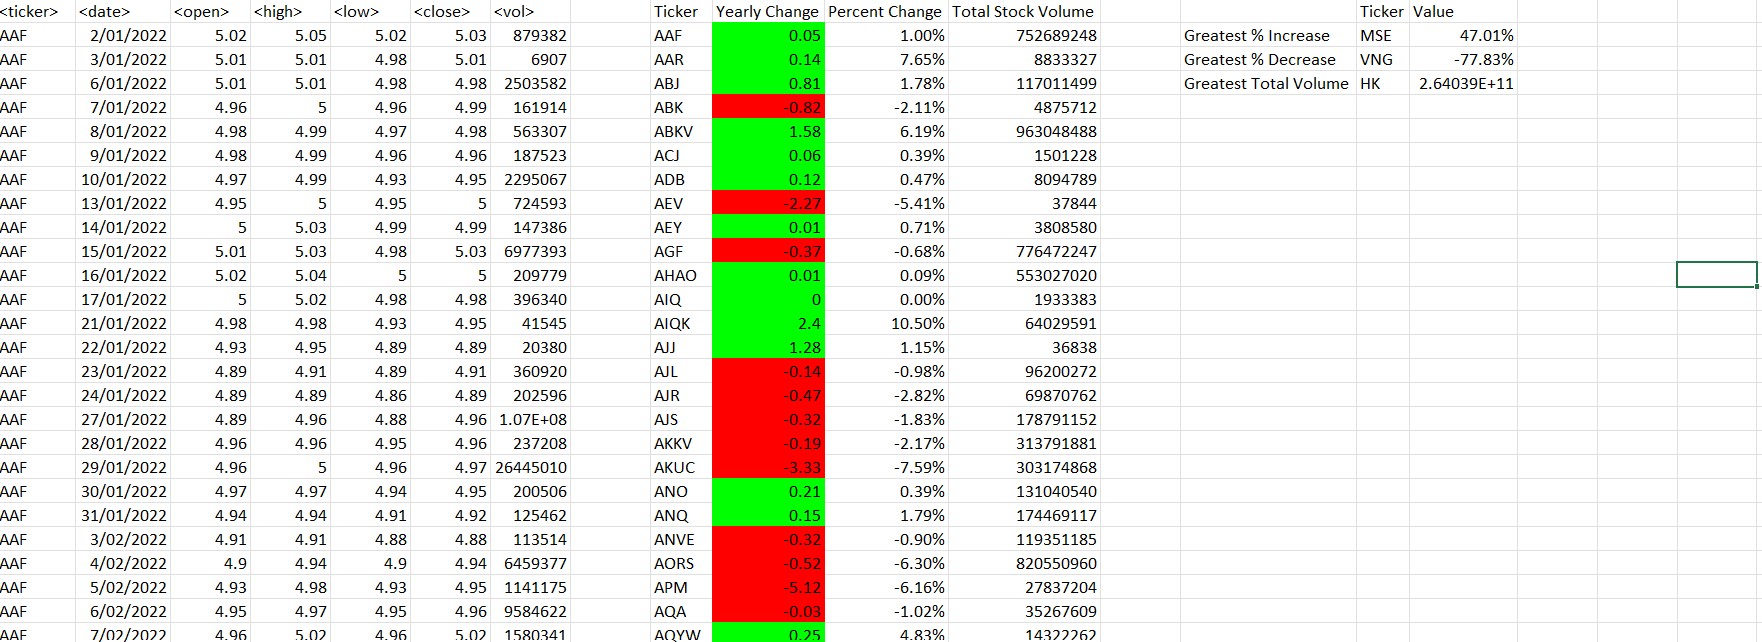 <ticker> <date> <open> <high> <low> <close> <vol> Ticker Yearly Change Percent Change Total Stock Volume Ticker Value
AAF 2/01/2022 5.02 5.05 5.02 5.03 879382 AAF 0.05 1.00% 752689248 Greatest % Increase MSE 47.01%
AAF 3/01/2022 5.01 5.01 4.98 5.01 6907 AAR 0.14 7.65% 8833327 Greatest % Decrease VNG -77.83%
AAF 6/01/2022 5.01 5.01 4.98 4.98 2503582 ABJ 0.81 1.78% 117011499 Greatest Total Volume HK 2.64039E+11
AAF 7/01/2022 4.96 5 4.96 4.99 161914 ABK -0.82 -2.11% 4875712
AAF 8/01/2022 4.98 4.99 4.97 4.98 563307 ABKV 1.58 6.19% 963048488
AAF 9/01/2022 4.98 4.99 4.96 4.96 187523 ACJ 0.06 0.39% 1501228
AAF 10/01/2022 4.97 4.99 4.93 4.95 2295067 ADB 0.12 0.47% 8094789
AAF 13/01/2022 4.95 5 4.95 5 724593 AEV -2.27 -5.41% 37844
AAF 14/01/2022 5 5.03 4.99 4.99 147386 AEY 0.01 0.71% 3808580
AAF 15/01/2022 5.01 5.03 4.98 5.03 6977393 AGF -0.37 -0.68% 776472247
AAF 16/01/2022 5.02 5.04 5 5 209779 AHAO 0.01 0.09% 553027020
AAF 17/01/2022 5 5.02 4.98 4.98 396340 AIQ 0 0.00% 1933383
AAF 21/01/2022 4.98 4.98 4.93 4.95 41545 AIQK 2.4 10.50% 64029591
AAF 22/01/2022 4.93 4.95 4.89 4.89 20380 AJJ 1.28 1.15% 36838
AAF 23/01/2022 4.89 4.91 4.89 4.91 360920 AJL -0.14 -0.98% 96200272
AAF 24/01/2022 4.89 4.89 4.86 4.89 202596 AJR -0.47 -2.82% 69870762
AAF 27/01/2022 4.89 4.96 4.88 4.96 1.07E+08 AJS -0.32 -1.83% 178791152
AAF 28/01/2022 4.96 4.96 4.95 4.96 237208 AKKV -0.19 -2.17% 313791881
AAF 29/01/2022 4.96 5 4.96 4.97 26445010 AKUC -3.33 -7.59% 303174868
AAF 30/01/2022 4.97 4.97 4.94 4.95 200506 ANO 0.21 0.39% 131040540
AAF 31/01/2022 4.94 4.94 4.91 4.92 125462 ANQ 0.15 1.79% 174469117
AAF 3/02/2022 4.91 4.91 4.88 4.88 113514 ANVE -0.32 -0.90% 119351185
AAF 4/02/2022 4.9 4.94 4.9 4.94 6459377 AORS -0.52 -6.30% 820550960
AAF 5/02/2022 4.93 4.98 4.93 4.95 1141175 APM -5.12 -6.16% 27837204
AAF 6/02/2022 4.95 4.97 4.95 4.96 9584622 AQA -0.03 -1.02% 35267609
AAF 7/02/2022 4.96 5.02 4.96 5.02 1580341 AQYW 0.25 4.83% 14322262